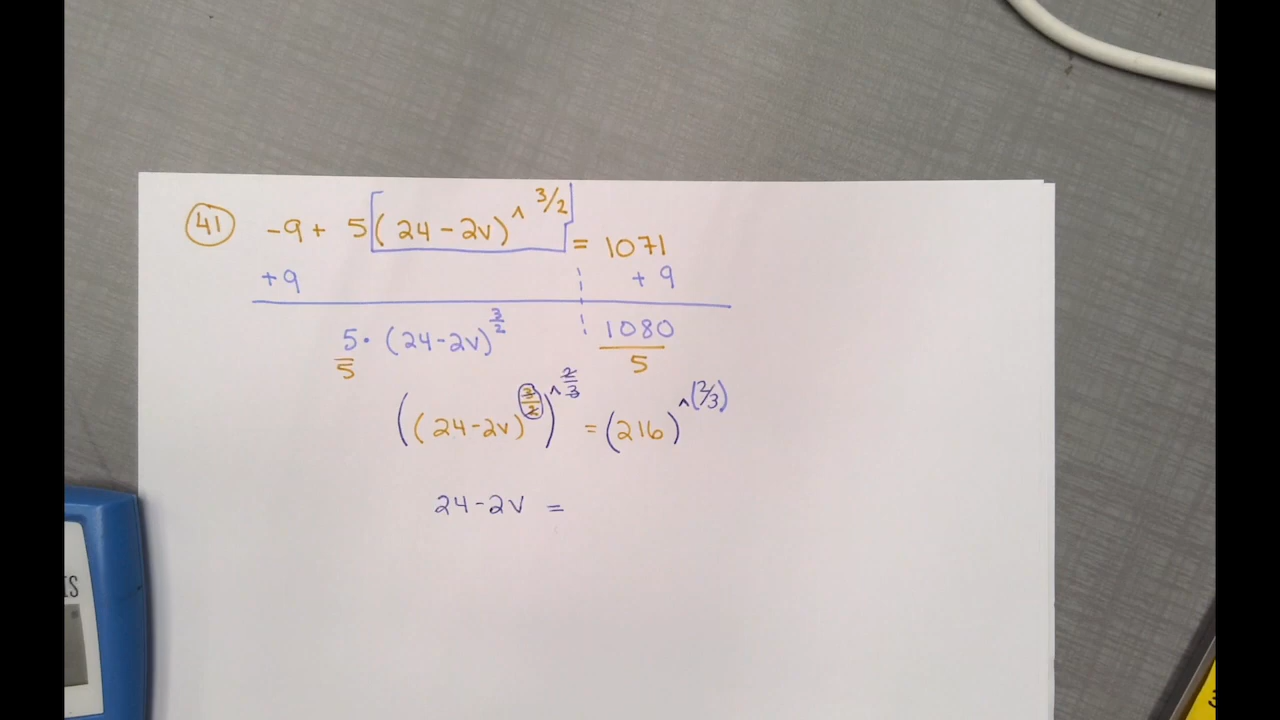 41 -9 + 5(24-2v)^3/2 = 1071
+9 + 9
5 · (24-2v)^3/2 1080
5 5
((24-2v)^3/2)^2/3 = (216)^(2/3)
24-2v =